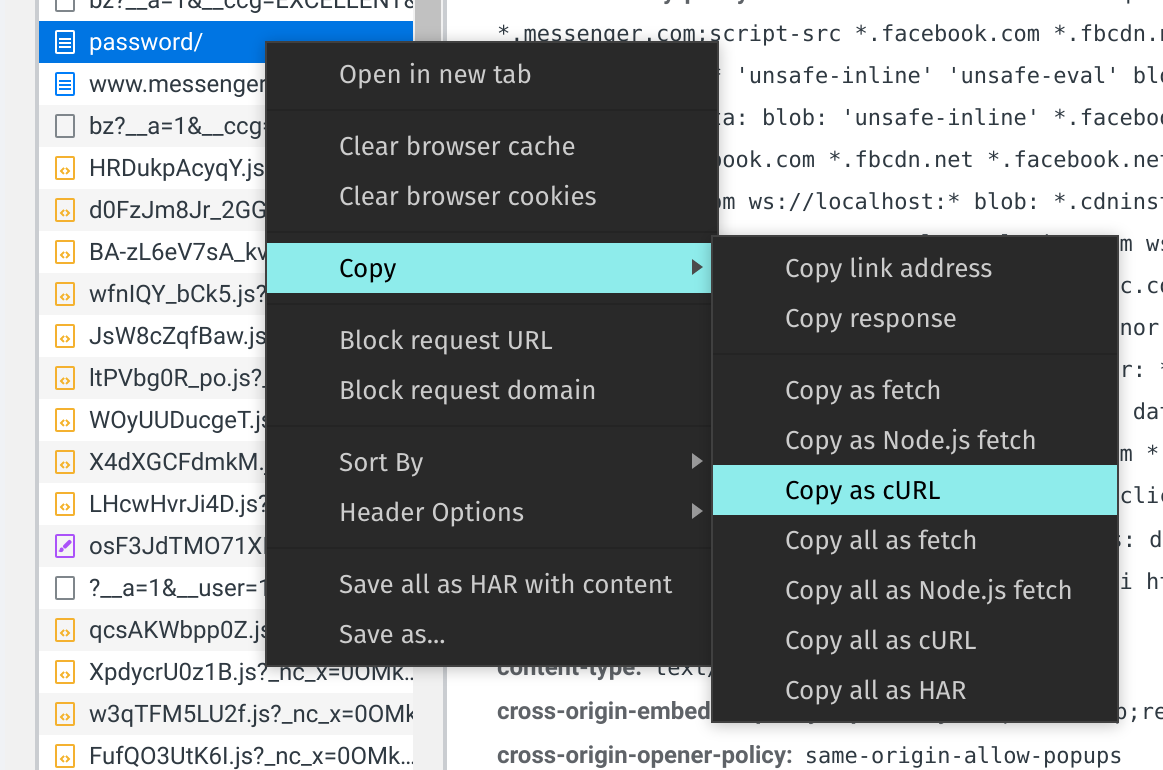 bz?__a=1&__ccg=EXCELLENT&
password/
www.messenger
bz?__a=1&__ccg=
HRDukpAcyqY.js
d0FzJm8Jr_2GG
BA-zL6eV7sA_kv
wfnIQY_bCk5.js?
JsW8cZqfBaw.js
ltPVbg0R_po.js?_
WOyUUDucgeT.js
X4dXGCFdmkM.
LHcwHvrJi4D.js?
osF3JdTMO71X
?__a=1&__user=1
qcsAKWbpp0Z.js
XpdycrU0z1B.js?_nc_x=0OMk...
w3qTFM5LU2f.js?_nc_x=0OMk
FufQO3UtK6I.js?_nc_x=0OMk...
Open in new tab
Clear browser cache
Clear browser cookies
Copy
Block request URL
Block request domain
Sort By
Header Options
Save all as HAR with content
Save as...
Copy link address
Copy response
Copy as fetch
Copy as Node.js fetch
Copy as cURL
Copy all as fetch
Copy all as Node.js fetch
Copy all as cURL
Copy all as HAR
*.messenger.com;script-src *.facebook.com *.fbcdn.n
'unsafe-inline' 'unsafe-eval' blo
ta: blob: 'unsafe-inline' *.facebo
ook.com *.fbcdn.net *.facebook.net
om ws://localhost:* blob: *.cdninst
m ws
c.co
nor
r: *
dat
m *.
clie
s: d
i ht
content-type: text/
cross-origin-embed
p;re
cross-origin-opener-policy: same-origin-allow-popups